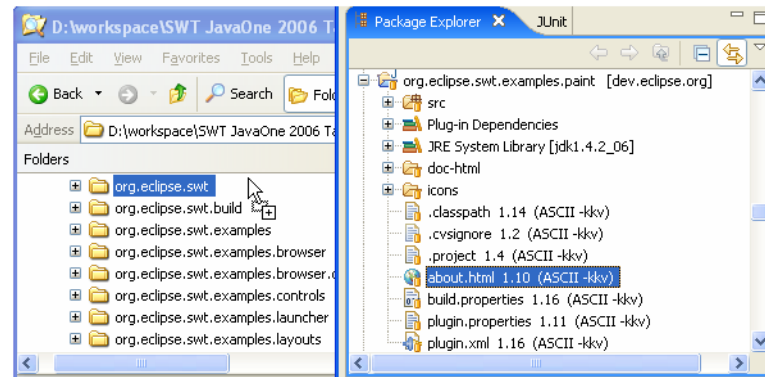 D:\workspace\SWT JavaOne 2006 T
File Edit View Favorites Tools Help
Back Search Fol
Address D:\workspace\SWT JavaOne 2006 Ta
Folders
org.eclipse.swt
org.eclipse.swt.build
org.eclipse.swt.examples
org.eclipse.swt.examples.browser
org.eclipse.swt.examples.browser.
org.eclipse.swt.examples.controls
org.eclipse.swt.examples.launcher
org.eclipse.swt.examples.layouts
Package Explorer JUnit
org.eclipse.swt.examples.paint [dev.eclipse.org]
src
Plug-in Dependencies
JRE System Library [jdk1.4.2_06]
doc-html
icons
.classpath 1.14 (ASCII -kkv)
.cvsignore 1.2 (ASCII -kkv)
.project 1.4 (ASCII -kkv)
about.html 1.10 (ASCII -kkv)
build.properties 1.16 (ASCII -kkv)
plugin.properties 1.11 (ASCII -kkv)
plugin.xml 1.16 (ASCII -kkv)